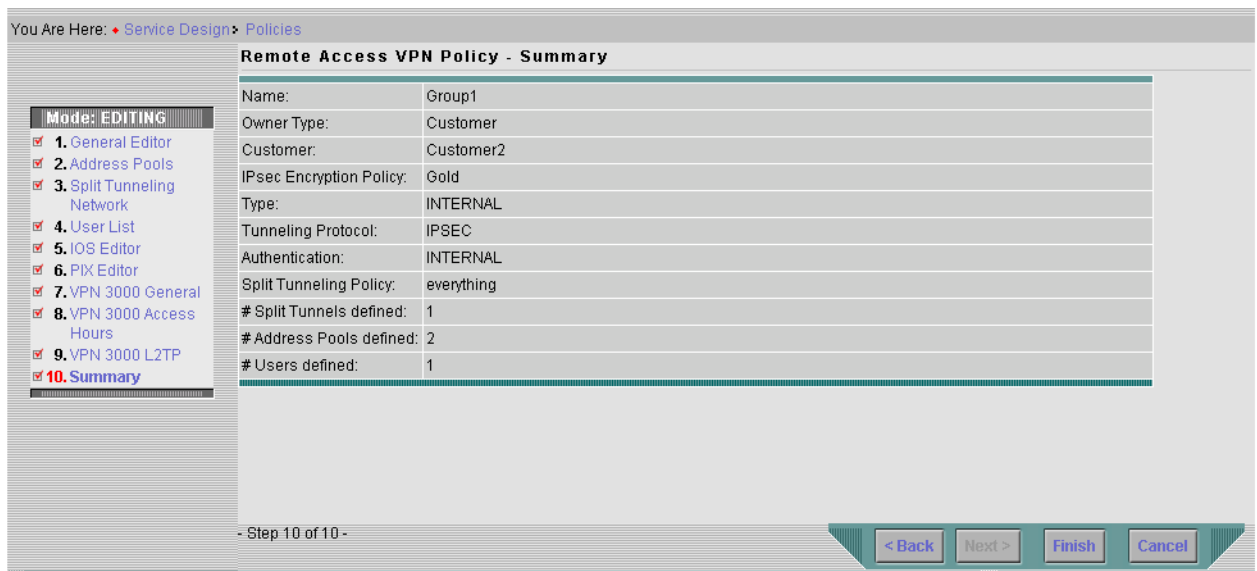 You Are Here: Service Design Policies
Remote Access VPN Policy - Summary
Mode: EDITING
1. General Editor
2. Address Pools
3. Split Tunneling
Network
4. User List
5. IOS Editor
6. PIX Editor
7. VPN 3000 General
8. VPN 3000 Access
Hours
9. VPN 3000 L2TP
10. Summary
Name: Group1
Owner Type: Customer
Customer: Customer2
IPsec Encryption Policy: Gold
Type: INTERNAL
Tunneling Protocol: IPSEC
Authentication: INTERNAL
Split Tunneling Policy: everything
# Split Tunnels defined: 1
# Address Pools defined: 2
# Users defined: 1
- Step 10 of 10 -
< Back Next > Finish Cancel